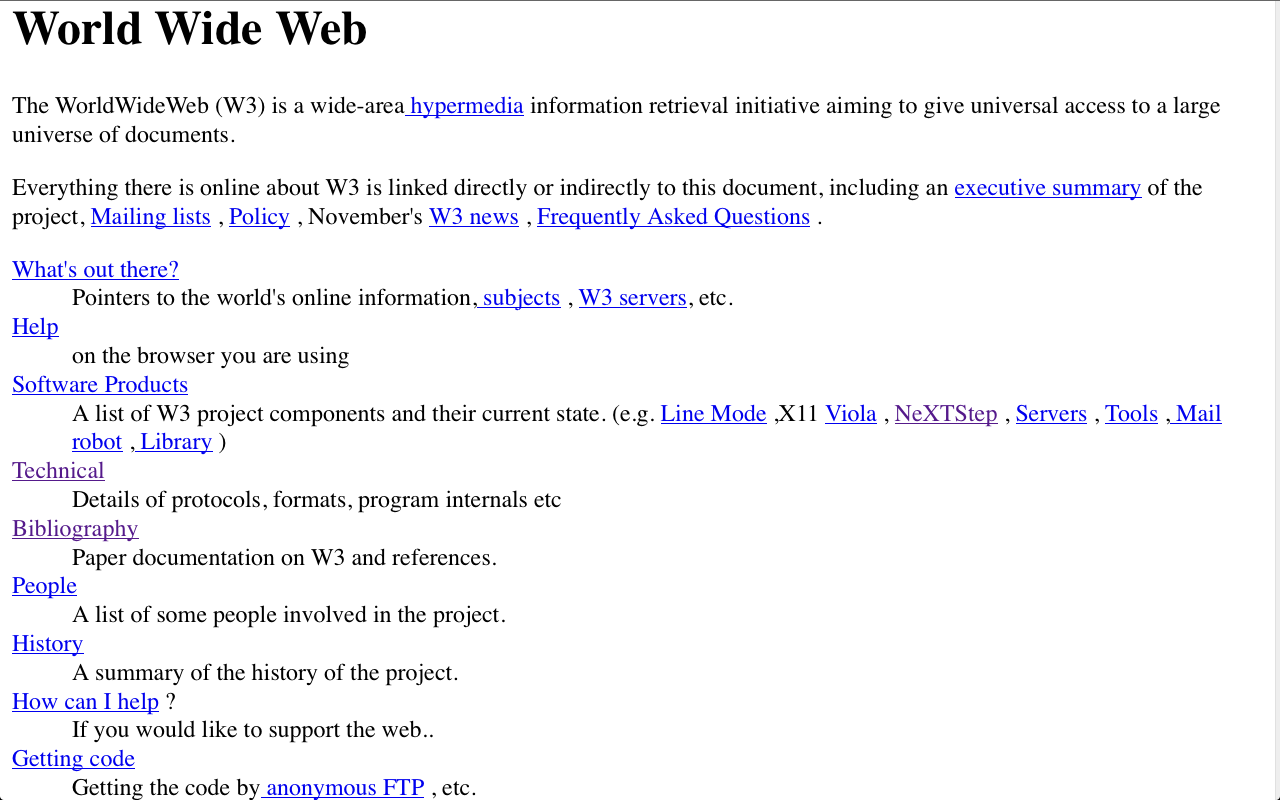 World Wide Web
The WorldWideWeb (W3) is a wide-area hypermedia information retrieval initiative aiming to give universal access to a large
universe of documents.
Everything there is online about W3 is linked directly or indirectly to this document, including an executive summary of the
project, Mailing lists , Policy , November's W3 news , Frequently Asked Questions .
What's out there?
Pointers to the world's online information, subjects , W3 servers, etc.
Help
on the browser you are using
Software Products
A list of W3 project components and their current state. (e.g. Line Mode ,X11 Viola , NeXTStep , Servers , Tools , Mail
robot , Library )
Technical
Details of protocols, formats, program internals etc
Bibliography
Paper documentation on W3 and references.
People
A list of some people involved in the project.
History
A summary of the history of the project.
How can I help ?
If you would like to support the web..
Getting code
Getting the code by anonymous FTP , etc.